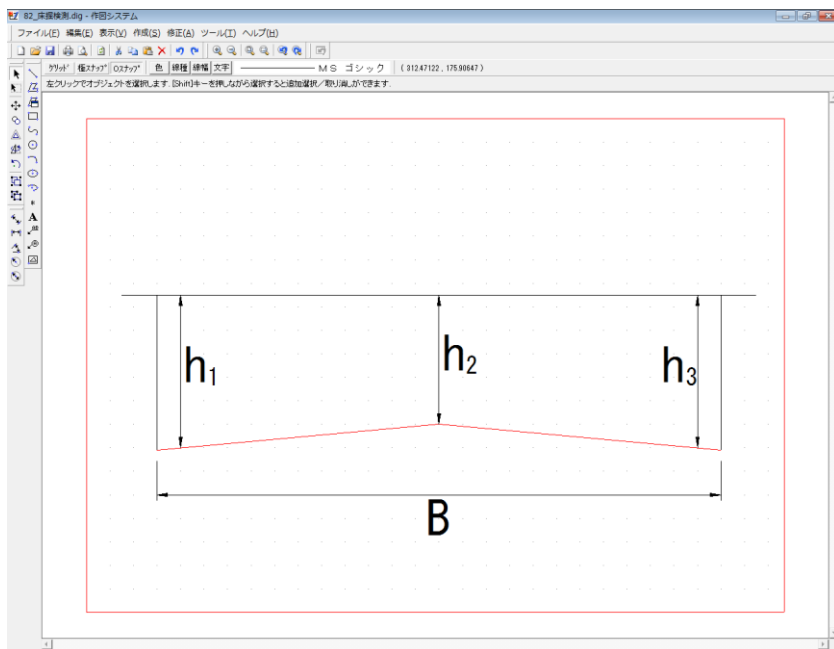 82_床掘検測.dig - 作図システム
ファイル(F) 編集(E) 表示(V) 作成(S) 修正(A) ツール(I) ヘルプ(H)
ｸﾞﾘｯﾄﾞ 極ｽﾅｯﾌﾟ Oｽﾅｯﾌﾟ 色 線種 線幅 文字 ＭＳ ゴシック ( 312.47122 , 175.90647 )
左クリックでオブジェクトを選択します. [Shift]キーを押しながら選択すると追加選択／取り消しができます.
h1 h2 h3
B
A